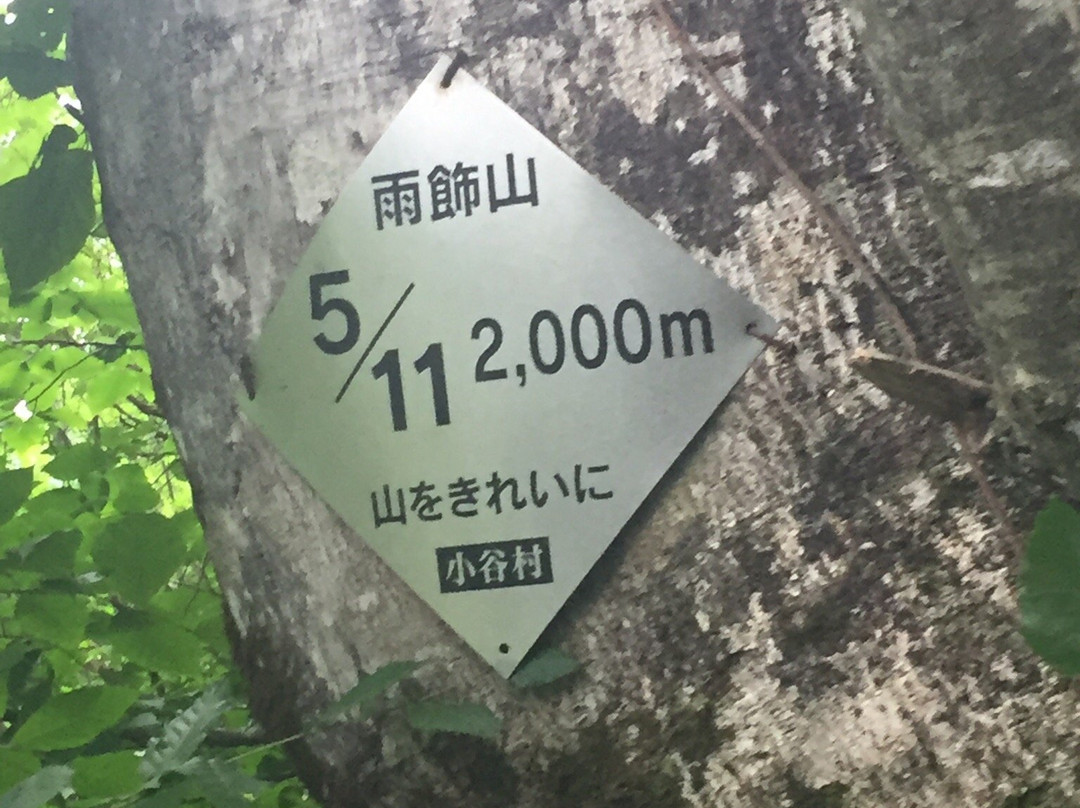 雨飾山
5/11 2,000m
山をきれいに
小谷村